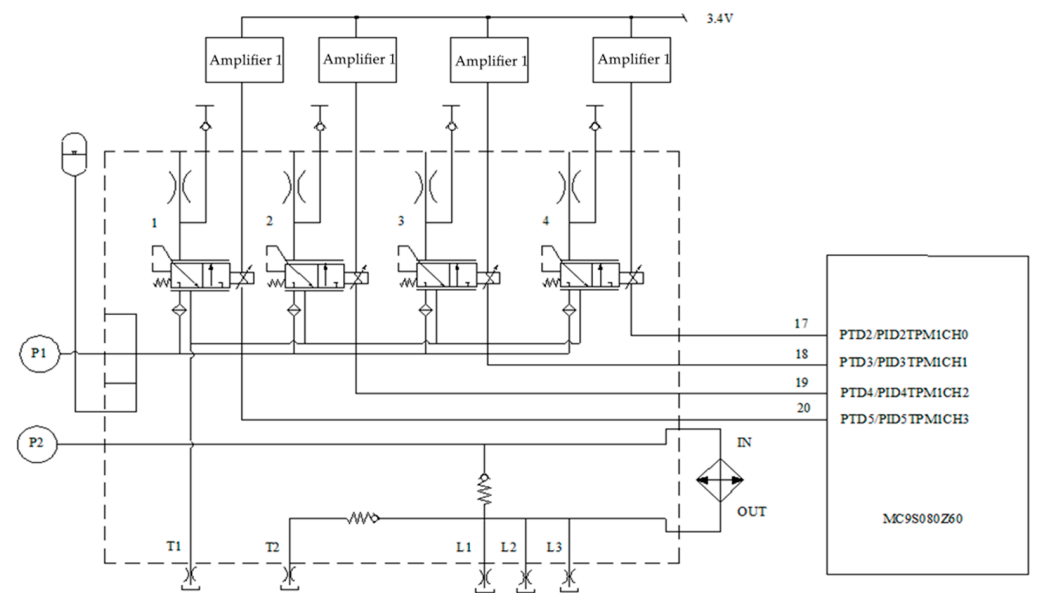 3.4V
Amplifier 1
Amplifier 1
Amplifier 1
Amplifier 1
1
2
3
4
17
PTD2/PID2TPM1CH0
P1
18
PTD3/PID3TPM1CH1
19
PTD4/PID4TPM1CH2
20
PTD5/PID5TPM1CH3
P2
IN
OUT
MC9S080Z60
T1
T2
L1
L2
L3